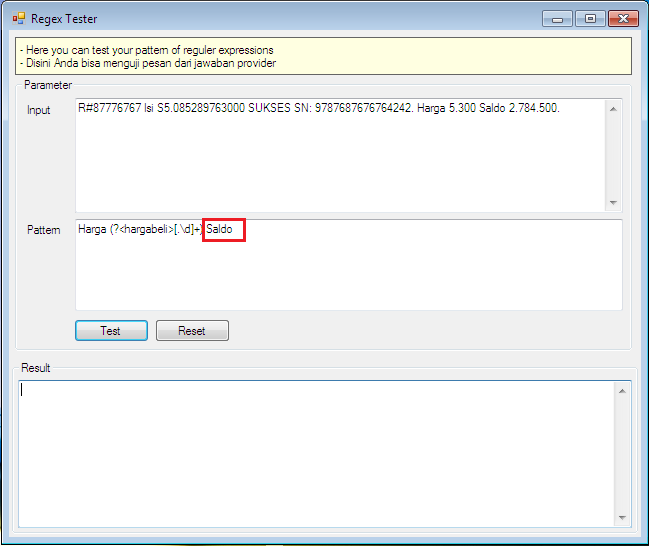 Regex Tester
- Here you can test your pattern of reguler expressions
- Disini Anda bisa menguji pesan dari jawaban provider
Parameter
Input
R#87776767 Isi S5.085289763000 SUKSES SN: 9787687676764242. Harga 5.300 Saldo 2.784.500.
Pattern
Harga (?<hargabeli>[.\d]+) Saldo
Test
Reset
Result